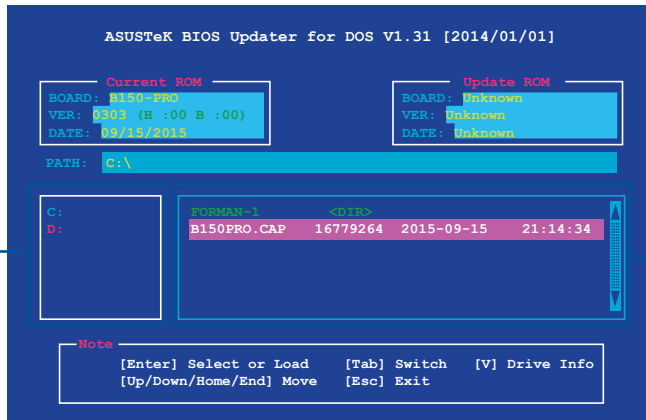 ASUSTeK BIOS Updater for DOS V1.31 [2014/01/01]
Current ROM
BOARD: B150-PRO
VER: 0303 (H :00 B :00)
DATE: 09/15/2015
Update ROM
BOARD: Unknown
VER: Unknown
DATE: Unknown
PATH: C:\
C:
D:
FORMAN~1 <DIR>
B150PRO.CAP 16779264 2015-09-15 21:14:34
Note
[Enter] Select or Load [Tab] Switch [V] Drive Info
[Up/Down/Home/End] Move [Esc] Exit